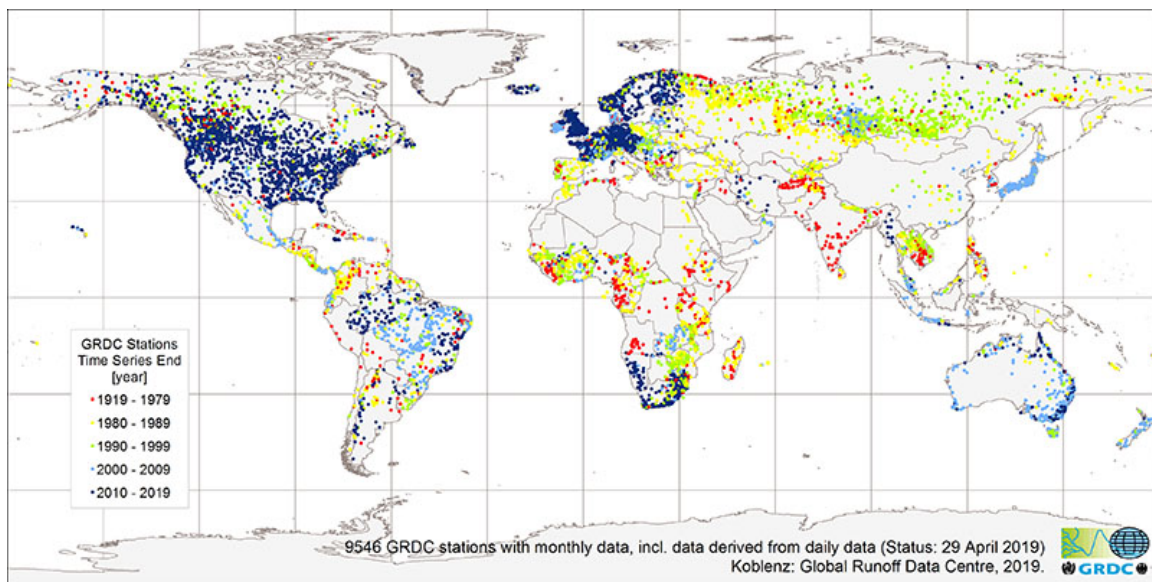 GRDC Stations
Time Series End
[year]
1919 - 1979
1980 - 1989
1990 - 1999
2000 - 2009
2010 - 2019
9546 GRDC stations with monthly data, incl. data derived from daily data (Status: 29 April 2019)
Koblenz: Global Runoff Data Centre, 2019.
GRDC